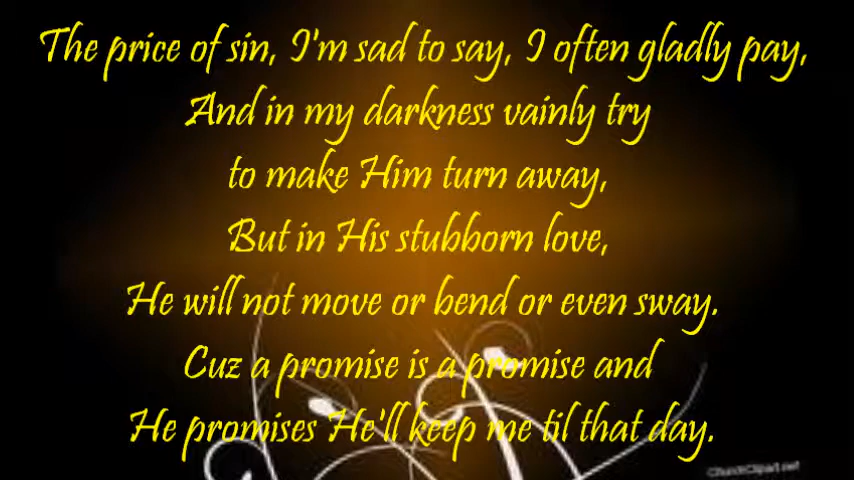 The price of sin, I'm sad to say, I often gladly pay,
And in my darkness vainly try
to make Him turn away,
But in His stubborn love,
He will not move or bend or even sway.
Cuz a promise is a promise and
He promises He'll keep me til that day.
ChurchClipart.net